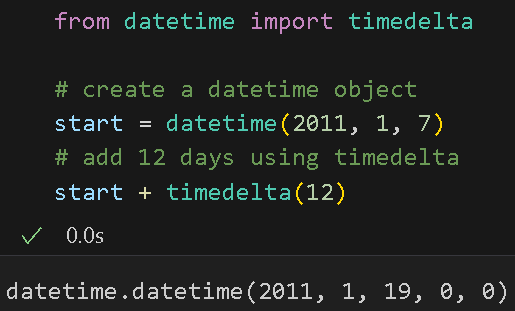 from datetime import timedelta
# create a datetime object
start = datetime(2011, 1, 7)
# add 12 days using timedelta
start + timedelta(12)
0.0s
datetime.datetime(2011, 1, 19, 0, 0)